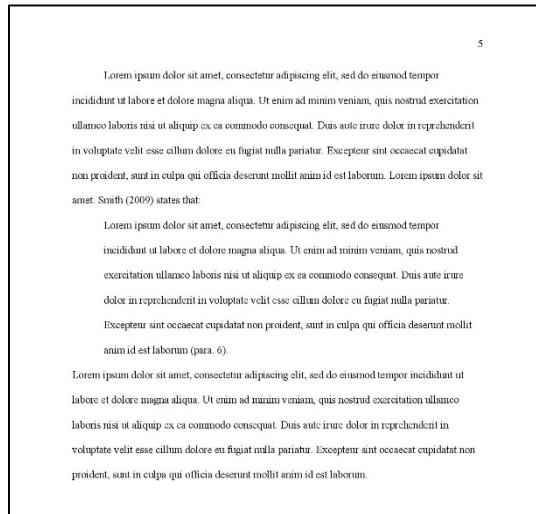 5
Lorem ipsum dolor sit amet, consectetur adipiscing elit, sed do eiusmod tempor
incididunt ut labore et dolore magna aliqua. Ut enim ad minim veniam, quis nostrud exercitation
ullamco laboris nisi ut aliquip ex ea commodo consequat. Duis aute irure dolor in reprehenderit
in voluptate velit esse cillum dolore eu fugiat nulla pariatur. Excepteur sint occaecat cupidatat
non proident, sunt in culpa qui officia deserunt mollit anim id est laborum. Lorem ipsum dolor sit
amet. Smith (2009) states that:
Lorem ipsum dolor sit amet, consectetur adipiscing elit, sed do eiusmod tempor
incididunt ut labore et dolore magna aliqua. Ut enim ad minim veniam, quis nostrud
exercitation ullamco laboris nisi ut aliquip ex ea commodo consequat. Duis aute irure
dolor in reprehenderit in voluptate velit esse cillum dolore eu fugiat nulla pariatur.
Excepteur sint occaecat cupidatat non proident, sunt in culpa qui officia deserunt mollit
anim id est laborum (para. 6).
Lorem ipsum dolor sit amet, consectetur adipiscing elit, sed do eiusmod tempor incididunt ut
labore et dolore magna aliqua. Ut enim ad minim veniam, quis nostrud exercitation ullamco
laboris nisi ut aliquip ex ea commodo consequat. Duis aute irure dolor in reprehenderit in
voluptate velit esse cillum dolore eu fugiat nulla pariatur. Excepteur sint occaecat cupidatat non
proident, sunt in culpa qui officia deserunt mollit anim id est laborum.